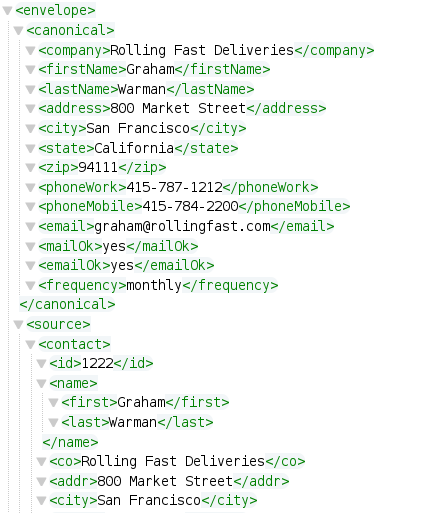 <envelope>
<canonical>
<company>Rolling Fast Deliveries</company>
<firstName>Graham</firstName>
<lastName>Warman</lastName>
<address>800 Market Street</address>
<city>San Francisco</city>
<state>California</state>
<zip>94111</zip>
<phoneWork>415-787-1212</phoneWork>
<phoneMobile>415-784-2200</phoneMobile>
<email>graham@rollingfast.com</email>
<mailOk>yes</mailOk>
<emailOk>yes</emailOk>
<frequency>monthly</frequency>
</canonical>
<source>
<contact>
<id>1222</id>
<name>
<first>Graham</first>
<last>Warman</last>
</name>
<co>Rolling Fast Deliveries</co>
<addr>800 Market Street</addr>
<city>San Francisco</city>